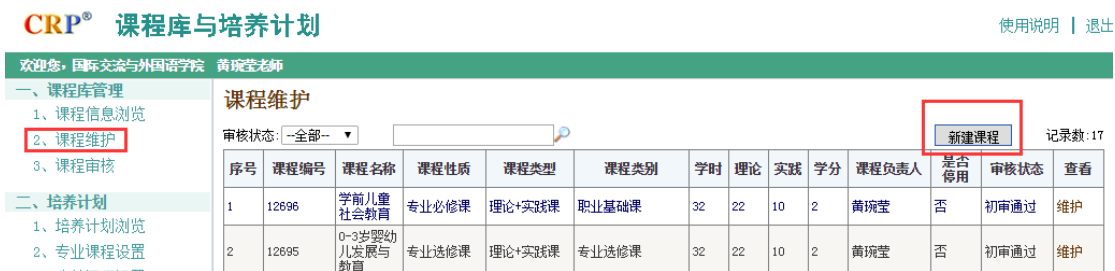 CRP® 课程库与培养计划
使用说明 | 退出
欢迎您，国际交流与外国语学院 黄琬莹老师
一、课程库管理
1、课程信息浏览
2、课程维护
3、课程审核
二、培养计划
1、培养计划浏览
2、专业课程设置
课程维护
审核状态: --全部-- 新建课程 记录数:17
序号 课程编号 课程名称 课程性质 课程类型 课程类别 学时 理论 实践 学分 课程负责人 是否停用 审核状态 查看
1 12696 学前儿童社会教育 专业必修课 理论+实践课 职业基础课 32 22 10 2 黄琬莹 否 初审通过 维护
2 12695 0-3岁婴幼儿发展与教育 专业选修课 理论+实践课 专业选修课 32 22 10 2 黄琬莹 否 初审通过 维护